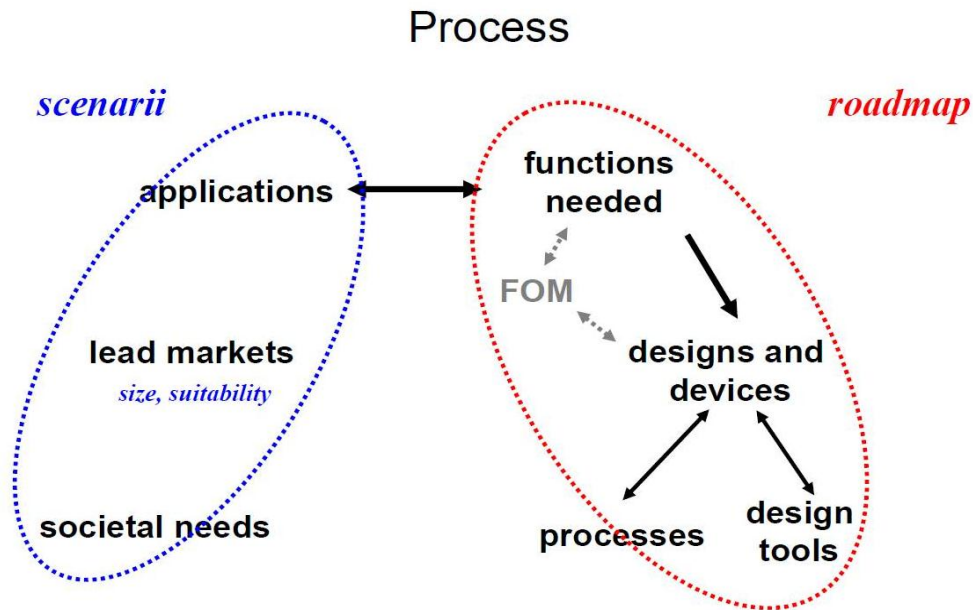 Process
scenarii
roadmap
applications
functions
needed
FOM
lead markets
size, suitability
designs and
devices
societal needs
processes
design
tools